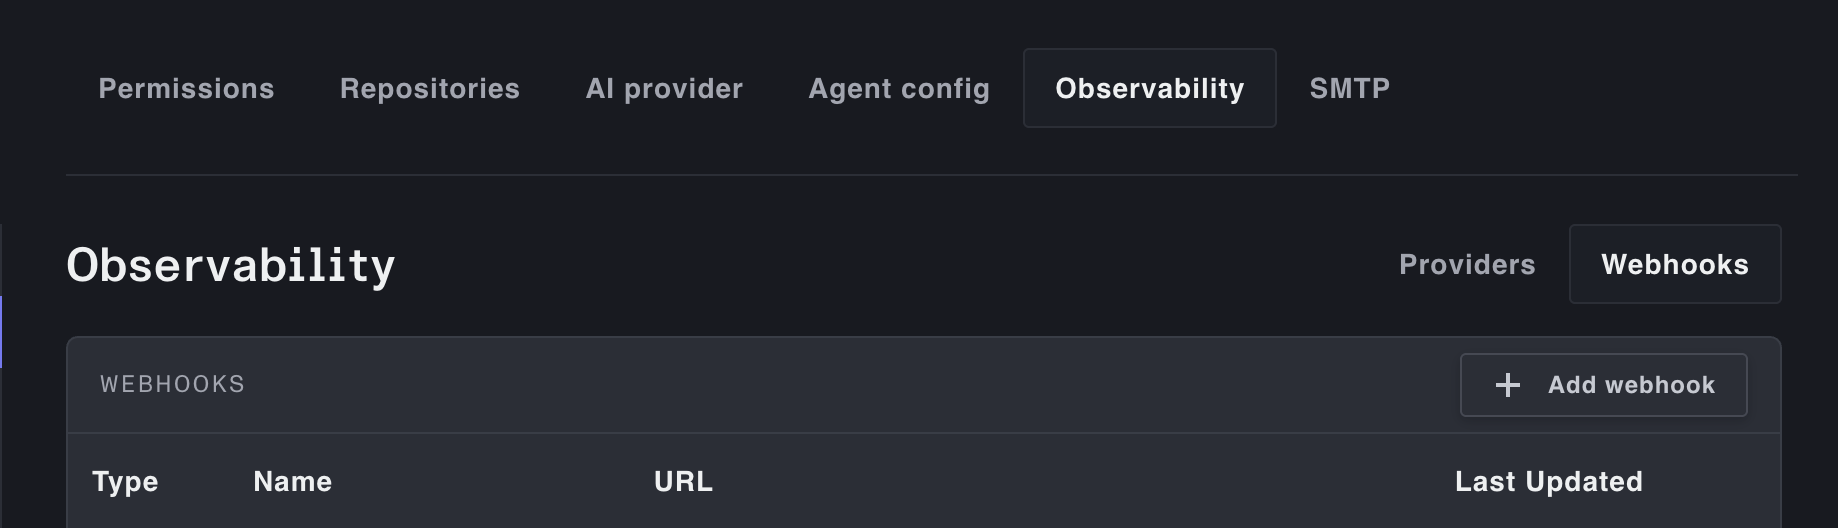 Permissions Repositories AI provider Agent config Observability SMTP
Observability Providers Webhooks
WEBHOOKS Add webhook
Type Name URL Last Updated